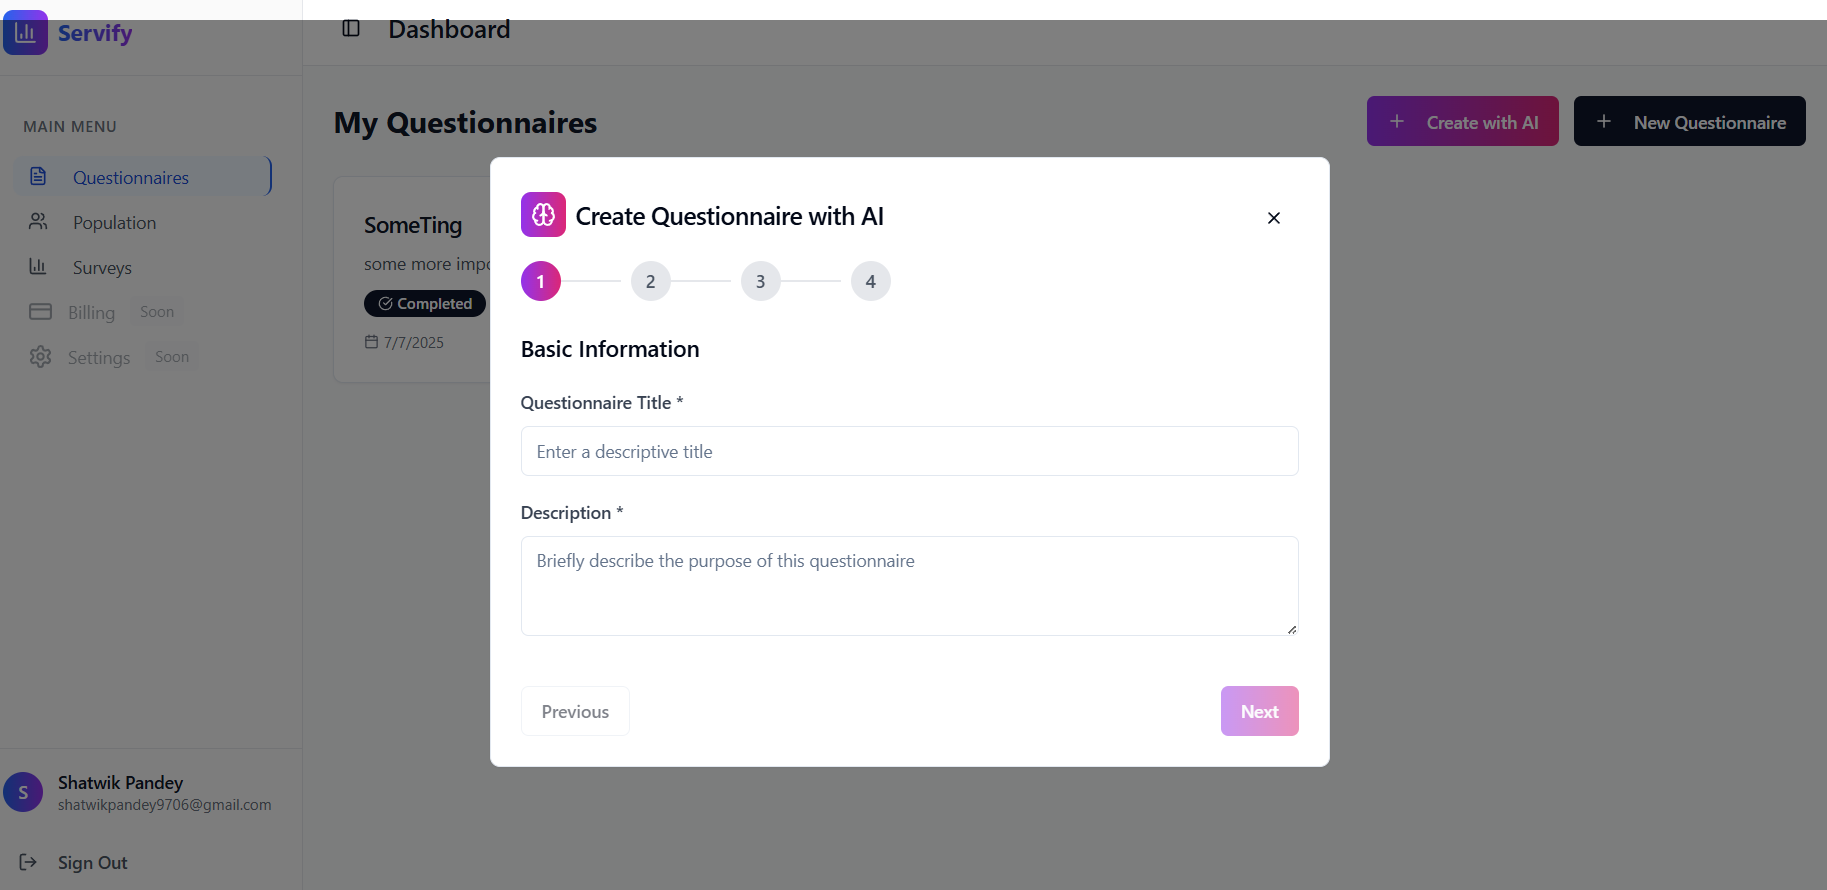 Servify
Dashboard
MAIN MENU
Questionnaires
Population
Surveys
Billing Soon
Settings Soon
Shatwik Pandey
S
shatwikpandey9706@gmail.com
Sign Out
My Questionnaires
Create with AI
New Questionnaire
SomeTing
some more impo
Completed
7/7/2025
Create Questionnaire with AI
1 2 3 4
Basic Information
Questionnaire Title *
Enter a descriptive title
Description *
Briefly describe the purpose of this questionnaire
Previous
Next